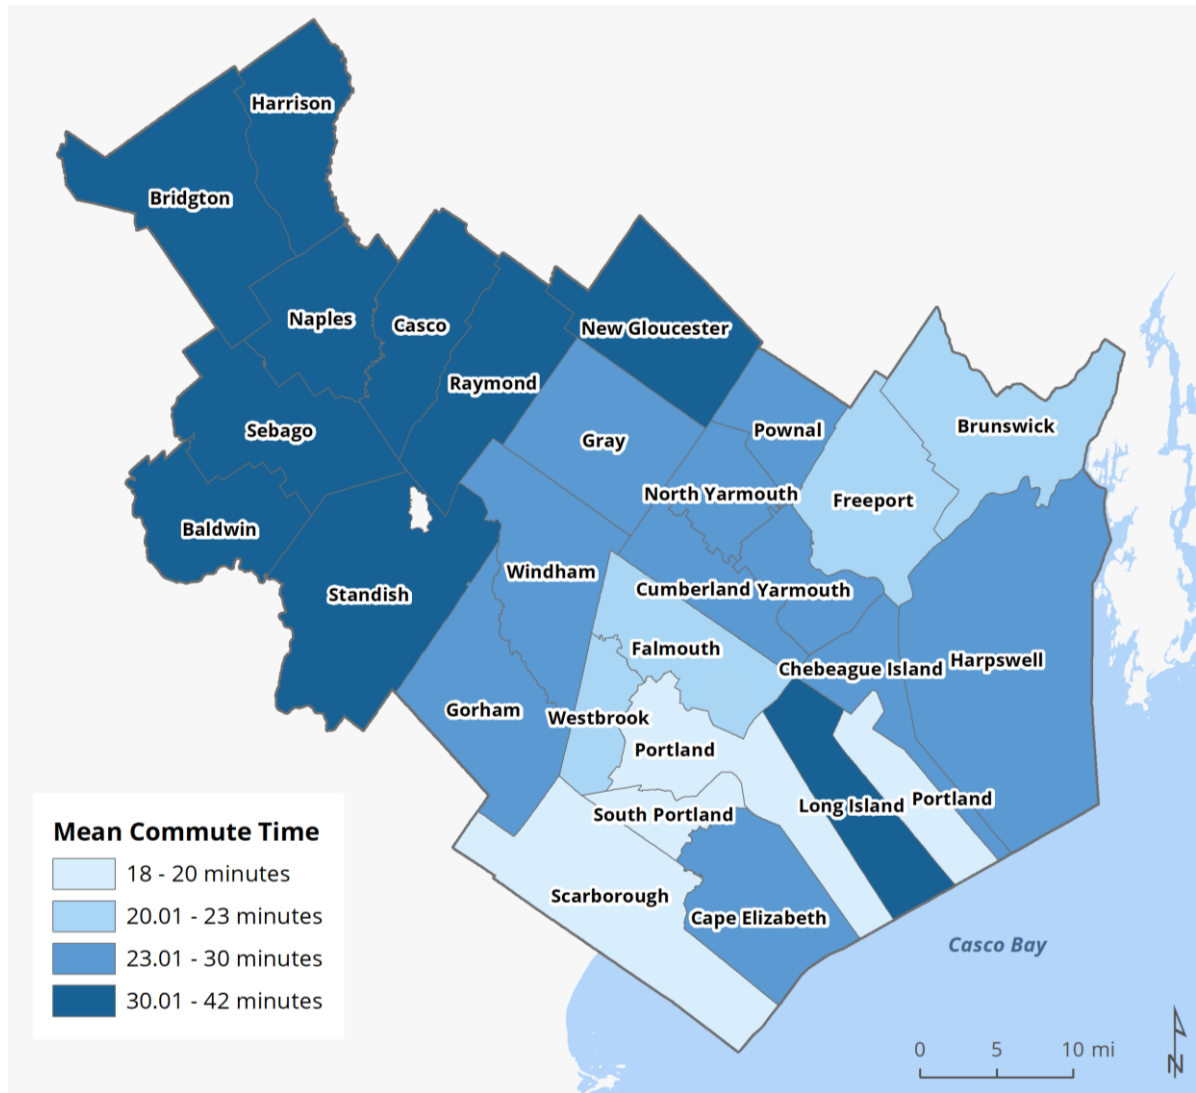 Harrison
Bridgton
Naples
Casco
New Gloucester
Raymond
Sebago
Gray
Pownal
Brunswick
North Yarmouth
Freeport
Baldwin
Windham
Standish
Cumberland
Yarmouth
Falmouth
Chebeague Island
Harpswell
Gorham
Westbrook
Portland
Long Island
Portland
South Portland
Scarborough
Cape Elizabeth
Casco Bay
Mean Commute Time
18 - 20 minutes
20.01 - 23 minutes
23.01 - 30 minutes
30.01 - 42 minutes
0 5 10 mi
N